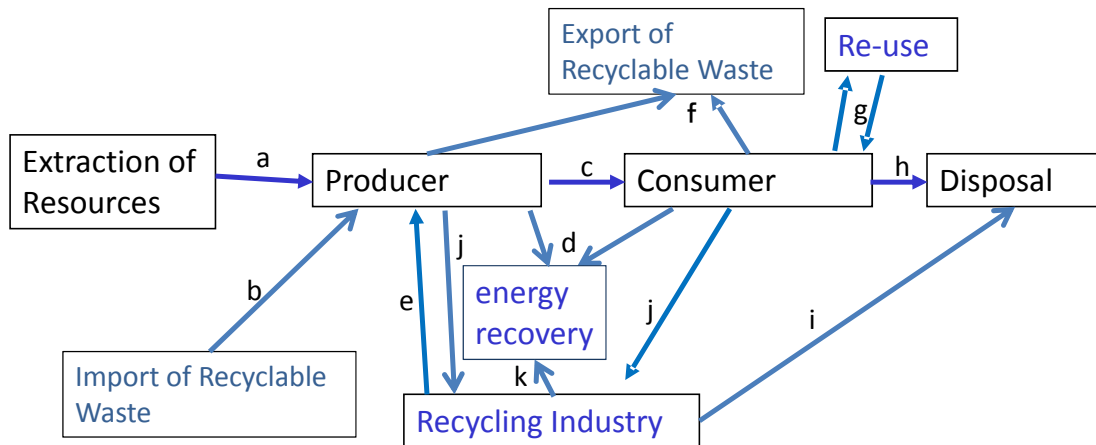 Export of
Recyclable Waste
Re-use
f
g
Extraction of
Resources
a
Producer
c
Consumer
h
Disposal
b
j
d
e
energy
recovery
j
i
Import of Recyclable
Waste
k
Recycling Industry